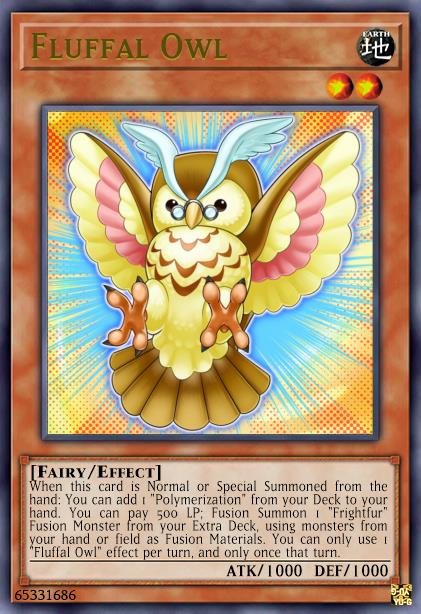 Fluffal Owl
EARTH
地
[Fairy/Effect]
When this card is Normal or Special Summoned from the
hand: You can add 1 "Polymerization" from your Deck to your
hand. You can pay 500 LP; Fusion Summon 1 "Frightfur"
Fusion Monster from your Extra Deck, using monsters from
your hand or field as Fusion Materials. You can only use 1
"Fluffal Owl" effect per turn, and only once that turn.
ATK/1000 DEF/1000
65331686